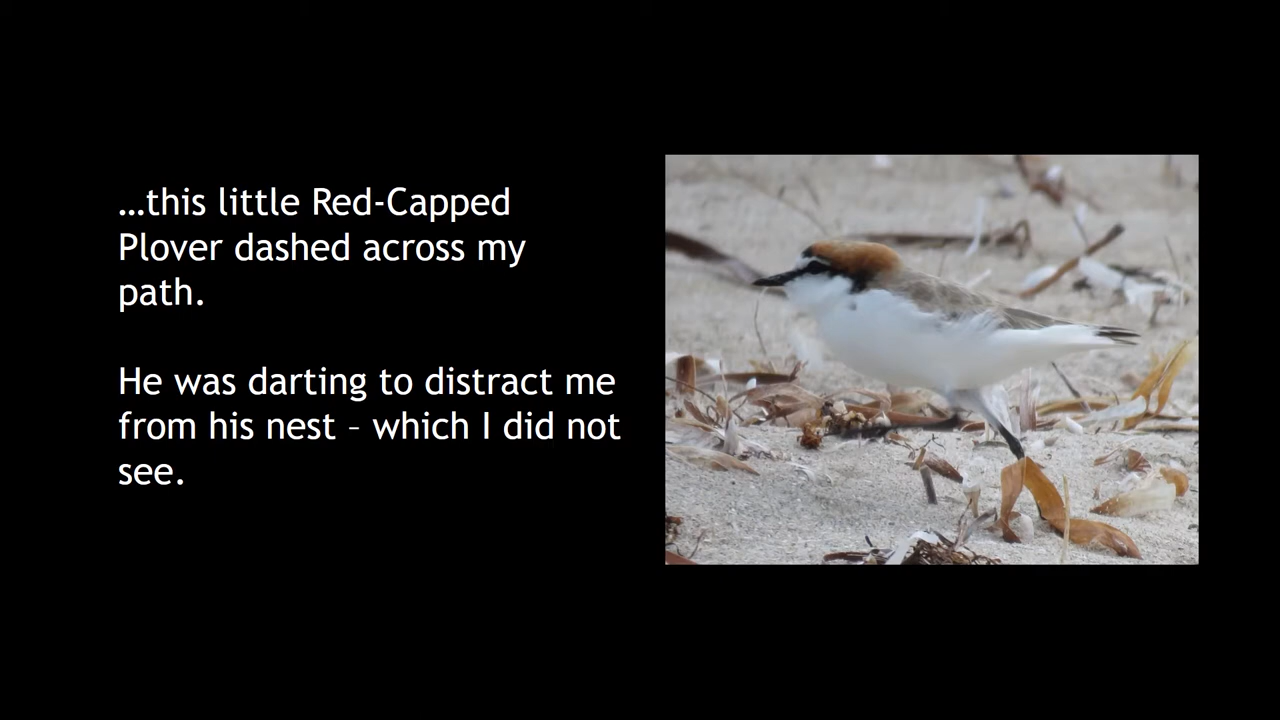 …this little Red-Capped
Plover dashed across my
path.
He was darting to distract me
from his nest – which I did not
see.